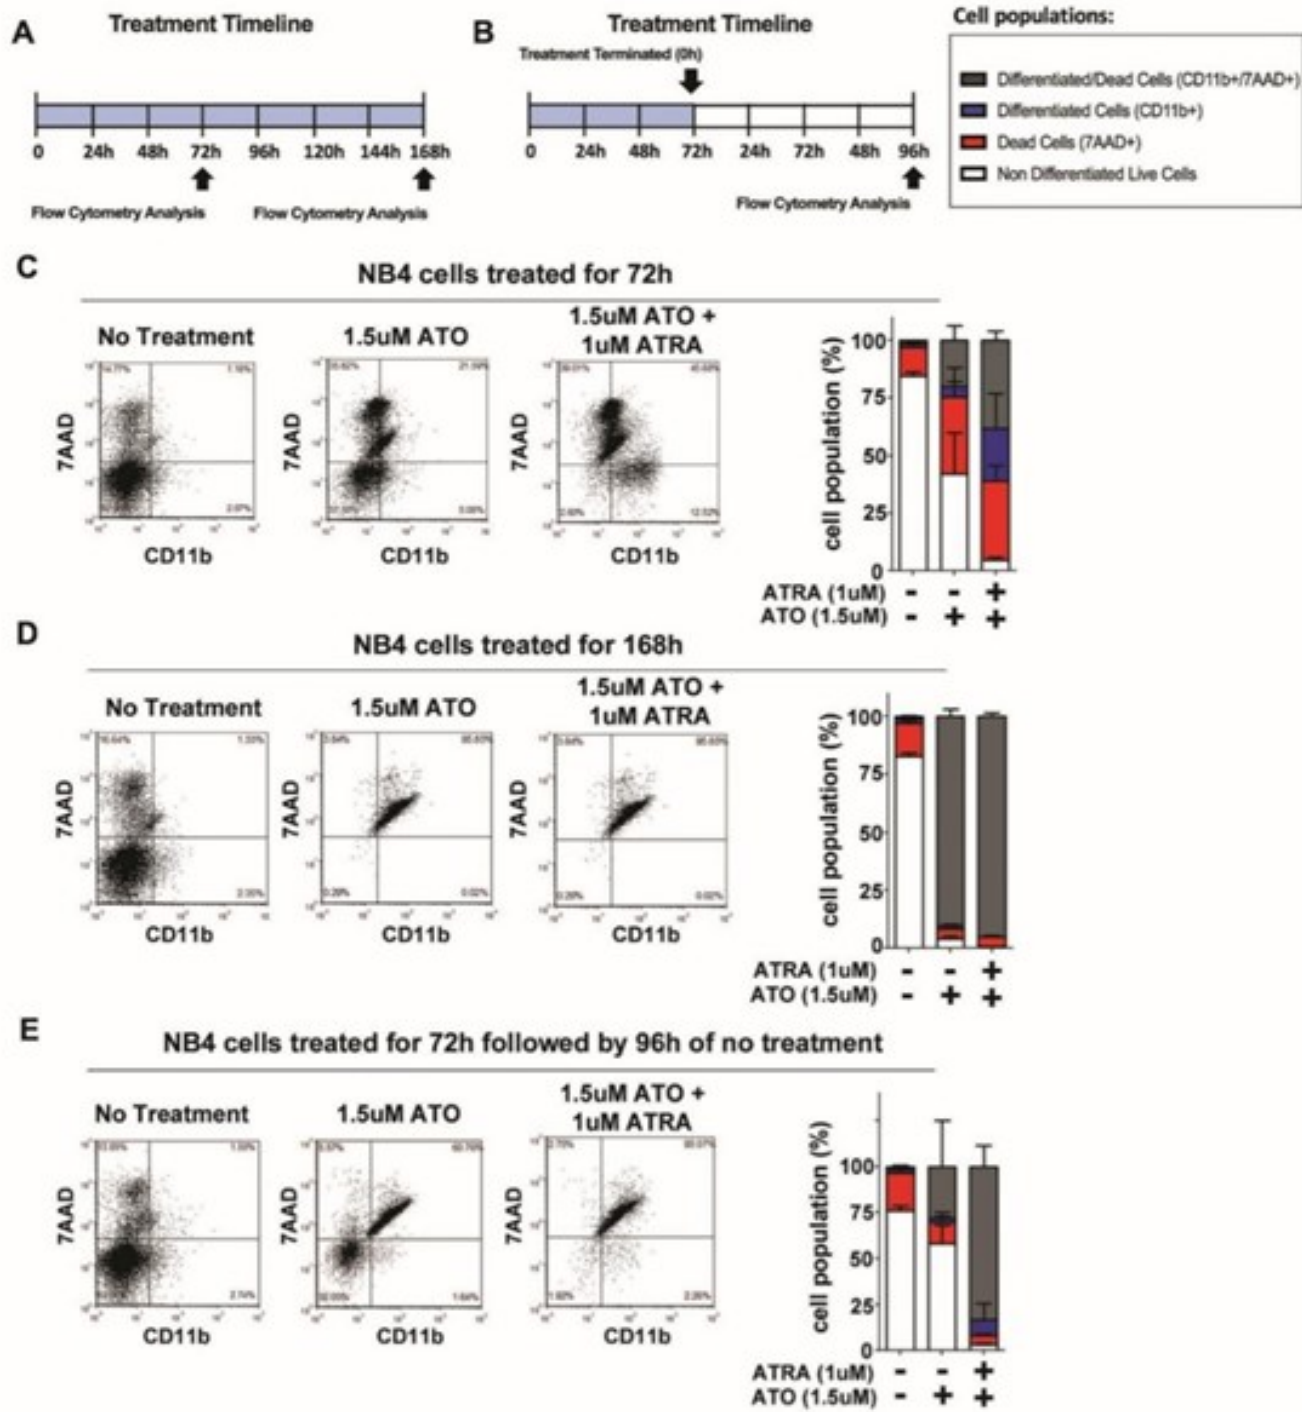 A
Treatment Timeline
0 24h 48h 72h 96h 120h 144h 168h
Flow Cytometry Analysis Flow Cytometry Analysis
B
Treatment Timeline
Treatment Terminated (0h)
0 24h 48h 72h 24h 72h 48h 96h
Flow Cytometry Analysis
Cell populations:
Differentiated/Dead Cells (CD11b+/7AAD+)
Differentiated Cells (CD11b+)
Dead Cells (7AAD+)
Non Differentiated Live Cells
C
NB4 cells treated for 72h
No Treatment
1.5uM ATO
1.5uM ATO +
1uM ATRA
7AAD
CD11b
7AAD
CD11b
7AAD
CD11b
cell population (%)
100
75
50
25
0
ATRA (1uM) - - +
ATO (1.5uM) - + +
D
NB4 cells treated for 168h
No Treatment
1.5uM ATO
1.5uM ATO +
1uM ATRA
7AAD
CD11b
7AAD
CD11b
7AAD
CD11b
cell population (%)
100
75
50
25
0
ATRA (1uM) - - +
ATO (1.5uM) - + +
E
NB4 cells treated for 72h followed by 96h of no treatment
No Treatment
1.5uM ATO
1.5uM ATO +
1uM ATRA
7AAD
CD11b
7AAD
CD11b
7AAD
CD11b
cell population (%)
100
75
50
25
0
ATRA (1uM) - - +
ATO (1.5uM) - + +